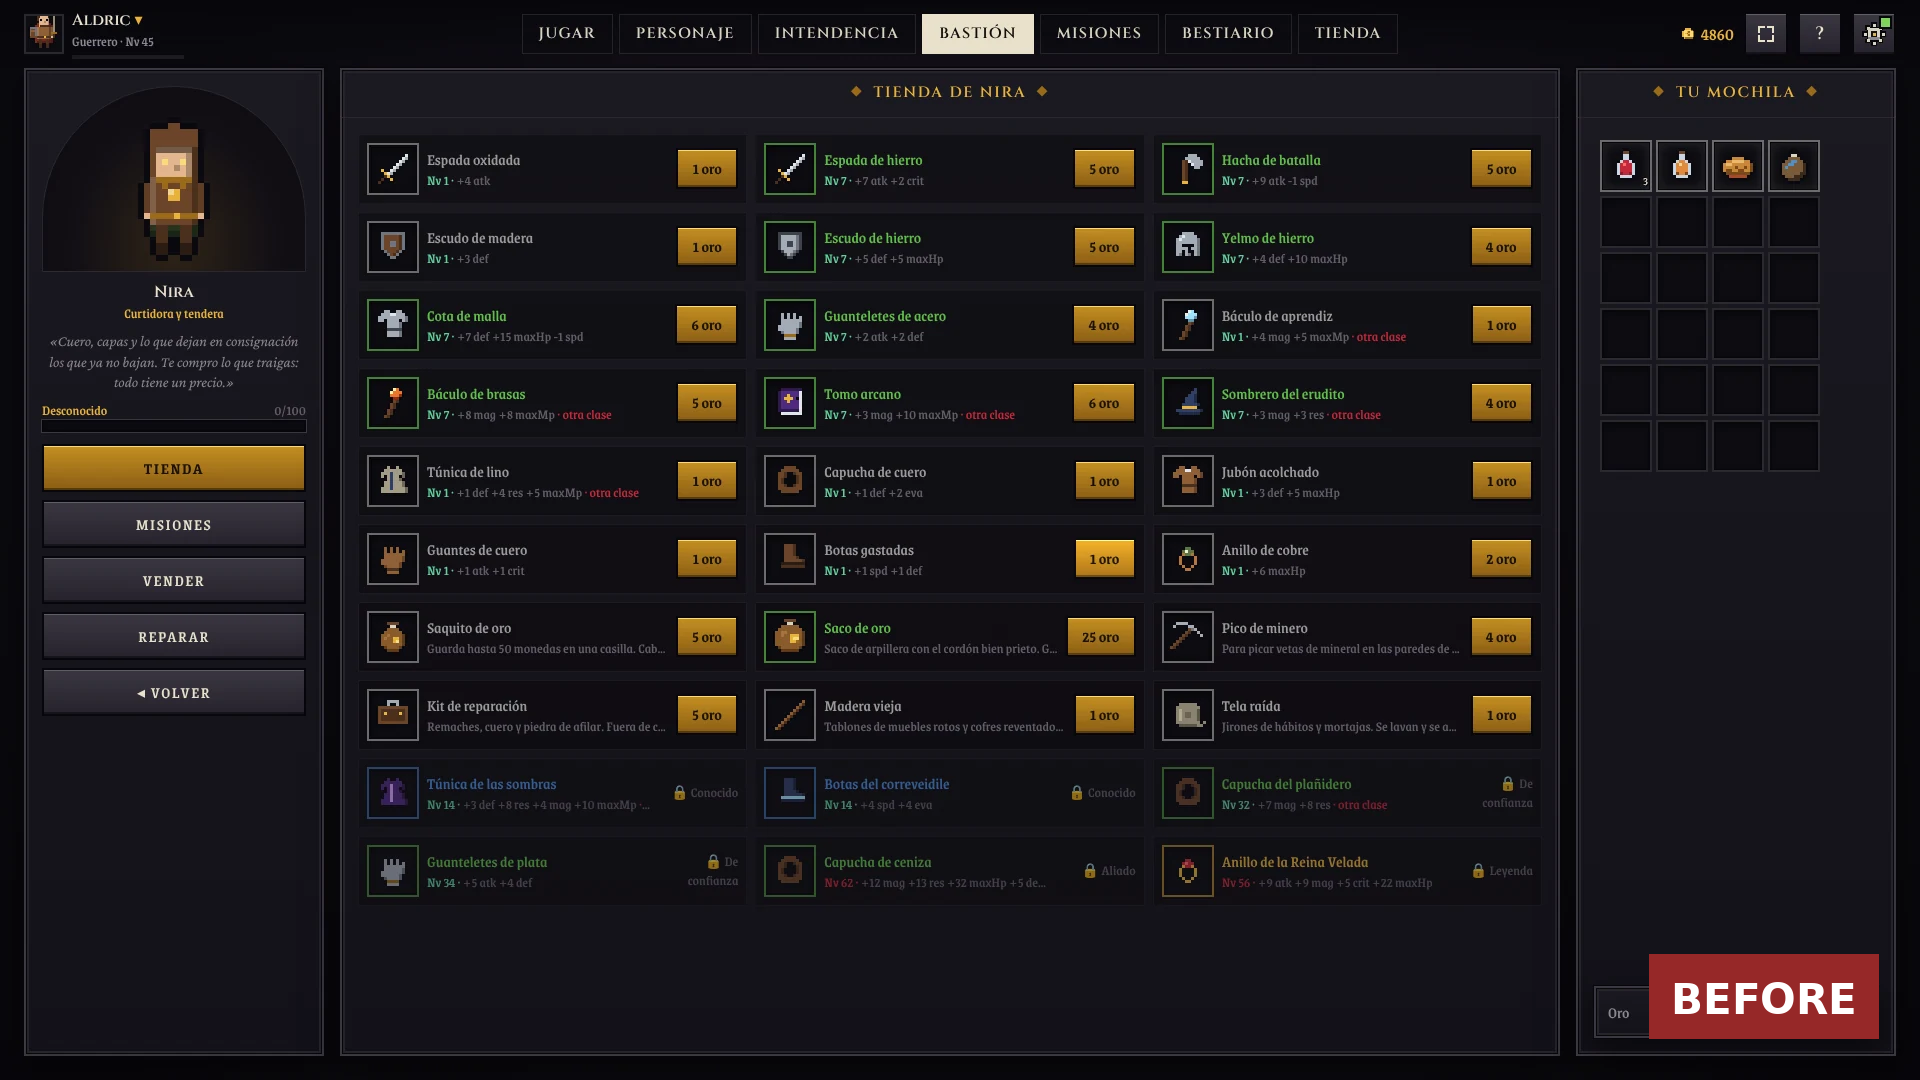 ALDRIC ▾
Guerrero · Nv 45
JUGAR
PERSONAJE
INTENDENCIA
BASTIÓN
MISIONES
BESTIARIO
TIENDA
4860
?
NIRA
Curtidora y tendera
«Cuero, capas y lo que dejan en consignación
los que ya no bajan. Te compro lo que traigas:
todo tiene un precio.»
Desconocido 0/100
TIENDA
MISIONES
VENDER
REPARAR
◂ VOLVER
◆ TIENDA DE NIRA ◆
Espada oxidada
Nv 1 · +4 atk
1 oro
Espada de hierro
Nv 7 · +7 atk +2 crit
5 oro
Hacha de batalla
Nv 7 · +9 atk -1 spd
5 oro
Escudo de madera
Nv 1 · +3 def
1 oro
Escudo de hierro
Nv 7 · +5 def +5 maxHp
5 oro
Yelmo de hierro
Nv 7 · +4 def +10 maxHp
4 oro
Cota de malla
Nv 7 · +7 def +15 maxHp -1 spd
6 oro
Guanteletes de acero
Nv 7 · +2 atk +2 def
4 oro
Báculo de aprendiz
Nv 1 · +4 mag +5 maxMp · otra clase
1 oro
Báculo de brasas
Nv 7 · +8 mag +8 maxMp · otra clase
5 oro
Tomo arcano
Nv 7 · +3 mag +10 maxMp · otra clase
6 oro
Sombrero del erudito
Nv 7 · +3 mag +3 res · otra clase
4 oro
Túnica de lino
Nv 1 · +1 def +4 res +5 maxMp · otra clase
1 oro
Capucha de cuero
Nv 1 · +1 def +2 eva
1 oro
Jubón acolchado
Nv 1 · +3 def +5 maxHp
1 oro
Guantes de cuero
Nv 1 · +1 atk +1 crit
1 oro
Botas gastadas
Nv 1 · +1 spd +1 def
1 oro
Anillo de cobre
Nv 1 · +6 maxHp
2 oro
Saquito de oro
Guarda hasta 50 monedas en una casilla. Cab...
5 oro
Saco de oro
Saco de arpillera con el cordón bien prieto. G...
25 oro
Pico de minero
Para picar vetas de mineral en las paredes de ...
4 oro
Kit de reparación
Remaches, cuero y piedra de afilar. Fuera de c...
5 oro
Madera vieja
Tablones de muebles rotos y cofres reventado...
1 oro
Tela raída
Jirones de hábitos y mortajas. Se lavan y se a...
1 oro
Túnica de las sombras
Nv 14 · +3 def +8 res +4 mag +10 maxMp ·...
🔒 Conocido
Botas del correveidile
Nv 14 · +4 spd +4 eva
🔒 Conocido
Capucha del plañidero
Nv 32 · +7 mag +8 res · otra clase
🔒 De
confianza
Guanteletes de plata
Nv 34 · +5 atk +4 def
🔒 De
confianza
Capucha de ceniza
Nv 62 · +12 mag +13 res +32 maxHp +5 de...
🔒 Aliado
Anillo de la Reina Velada
Nv 56 · +9 atk +9 mag +5 crit +22 maxHp
🔒 Leyenda
◆ TU MOCHILA ◆
3
Oro
BEFORE